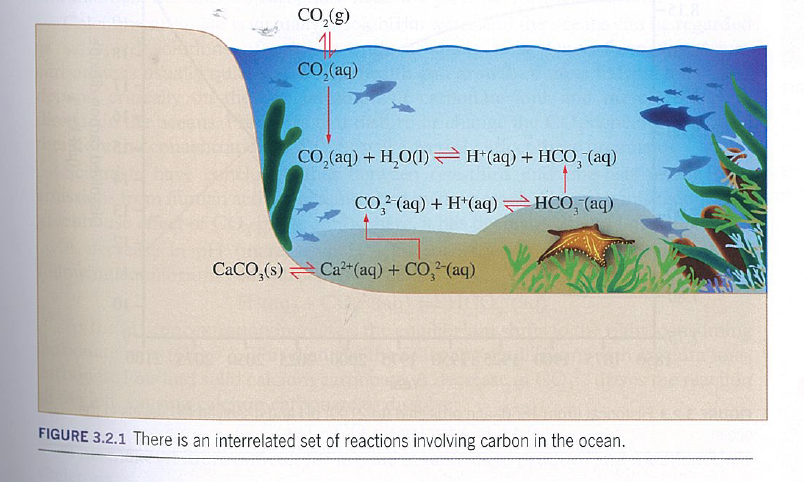 CO₂(g)
CO₂(aq)
CO₂(aq) + H₂O(l) ⇌ H⁺(aq) + HCO₃⁻(aq)
CO₃²⁻(aq) + H⁺(aq) ⇌ HCO₃⁻(aq)
CaCO₃(s) ⇌ Ca²⁺(aq) + CO₃²⁻(aq)
FIGURE 3.2.1 There is an interrelated set of reactions involving carbon in the ocean.